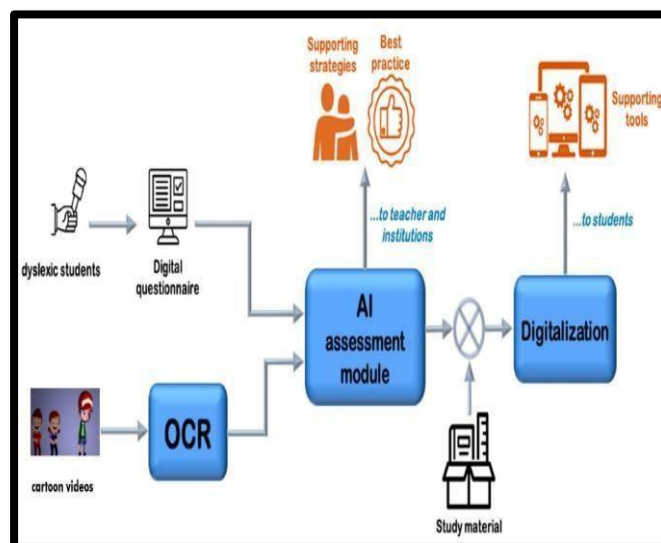 Supporting
strategies
Best
practice
Supporting
tools
...to teacher and
institutions
...to students
dyslexic students
Digital
questionnaire
AI
assessment
module
Digitalization
OCR
cartoon videos
Study material